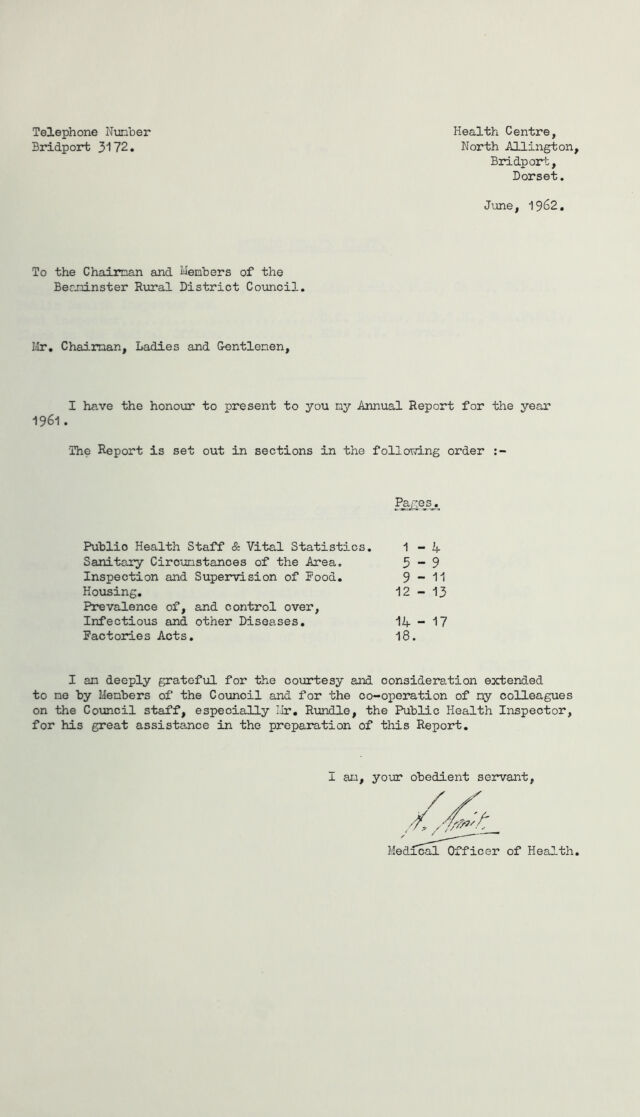 Telephone Number
Bridport 3172.
Health Centre,
North Allington,
Bridport,
Dorset.
June, 1962.
To the Chairman and Members of the
Beaminster Rural District Council.
Mr. Chairman, Ladies and Gentlemen,
I have the honour to present to you my Annual Report for the year
1961.
The Report is set out in sections in the following order :-
Pages.
Public Health Staff & Vital Statistics. 1 - 4
Sanitary Circumstances of the Area. 5 - 9
Inspection and Supervision of Food. 9 - 11
Housing. 12 - 13
Prevalence of, and control over,
Infectious and other Diseases. 14 - 17
Factories Acts. 18.
I am deeply grateful for the courtesy and consideration extended
to me by Members of the Council and for the co-operation of my colleagues
on the Council staff, especially Mr. Rundle, the Public Health Inspector,
for his great assistance in the preparation of this Report.
I am, your obedient servant,
Medical Officer of Health.